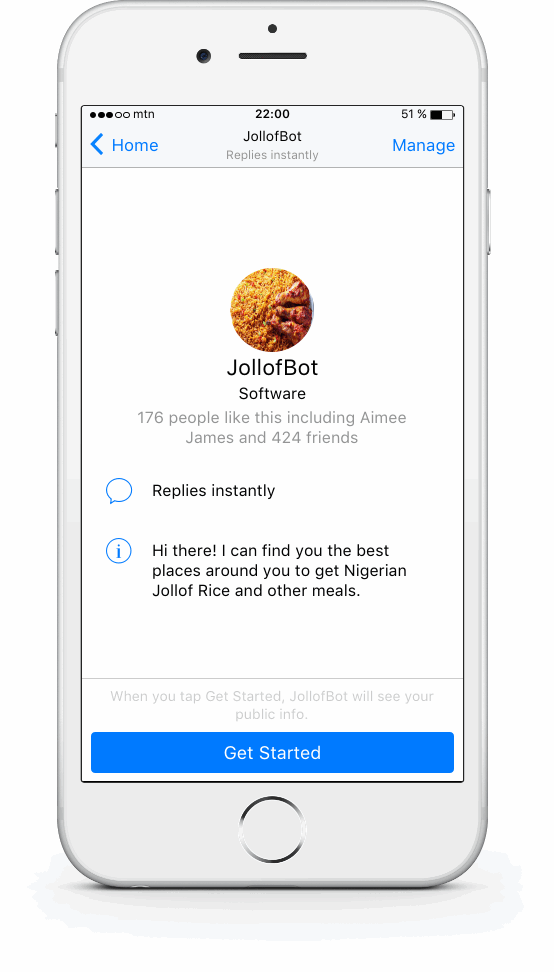 mtn 22:00 51 %
Home JollofBot Manage
Replies instantly
JollofBot
Software
176 people like this including Aimee
James and 424 friends
Replies instantly
Hi there! I can find you the best
places around you to get Nigerian
Jollof Rice and other meals.
When you tap Get Started, JollofBot will see your
public info.
Get Started